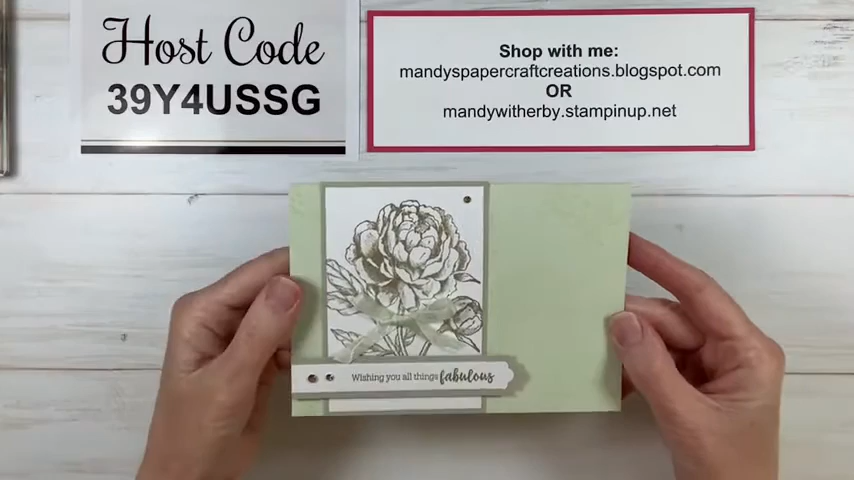 Host Code
39Y4USSG
Shop with me:
mandyspapercraftcreations.blogspot.com
OR
mandywitherby.stampinup.net
Wishing you all things fabulous